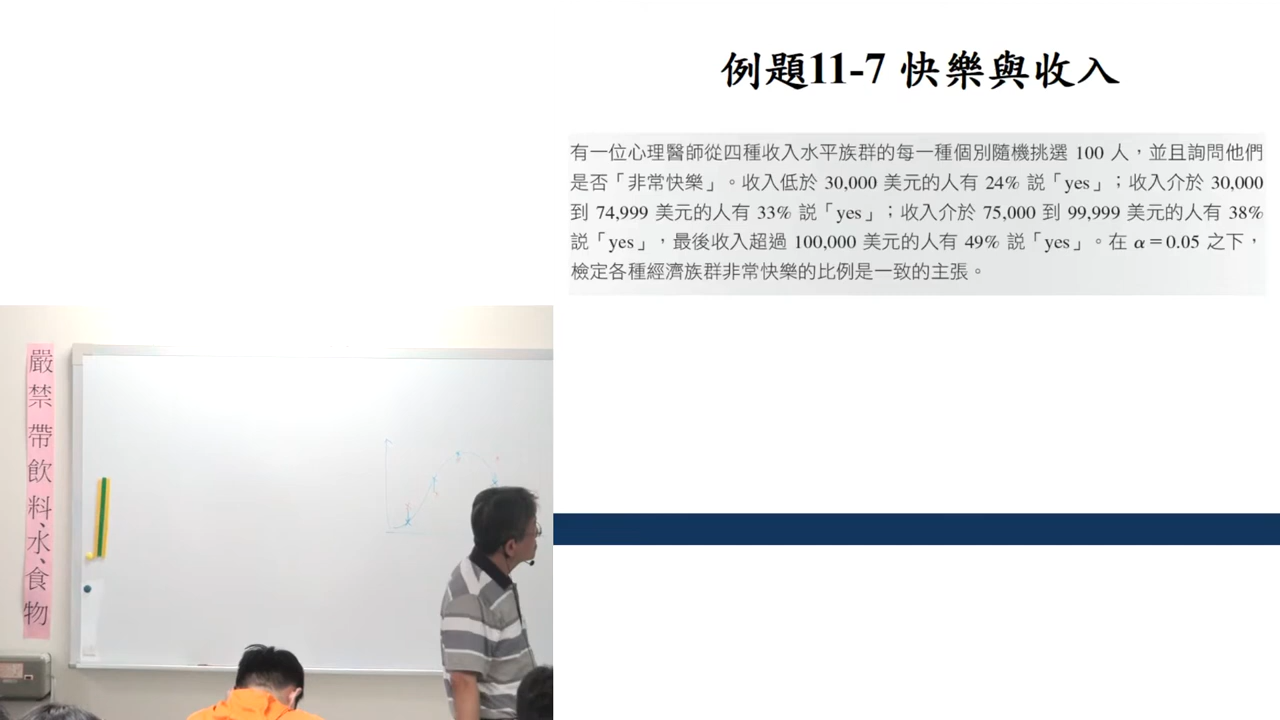 例題11-7 快樂與收入
有一位心理醫師從四種收入水平族群的每一種個別隨機挑選 100 人，並且詢問他們
是否「非常快樂」。收入低於 30,000 美元的人有 24% 説「yes」；收入介於 30,000
到 74,999 美元的人有 33% 説「yes」；收入介於 75,000 到 99,999 美元的人有 38%
説「yes」，最後收入超過 100,000 美元的人有 49% 説「yes」。在 α＝0.05 之下，
檢定各種經濟族群非常快樂的比例是一致的主張。
嚴禁帶飲料、水、食物